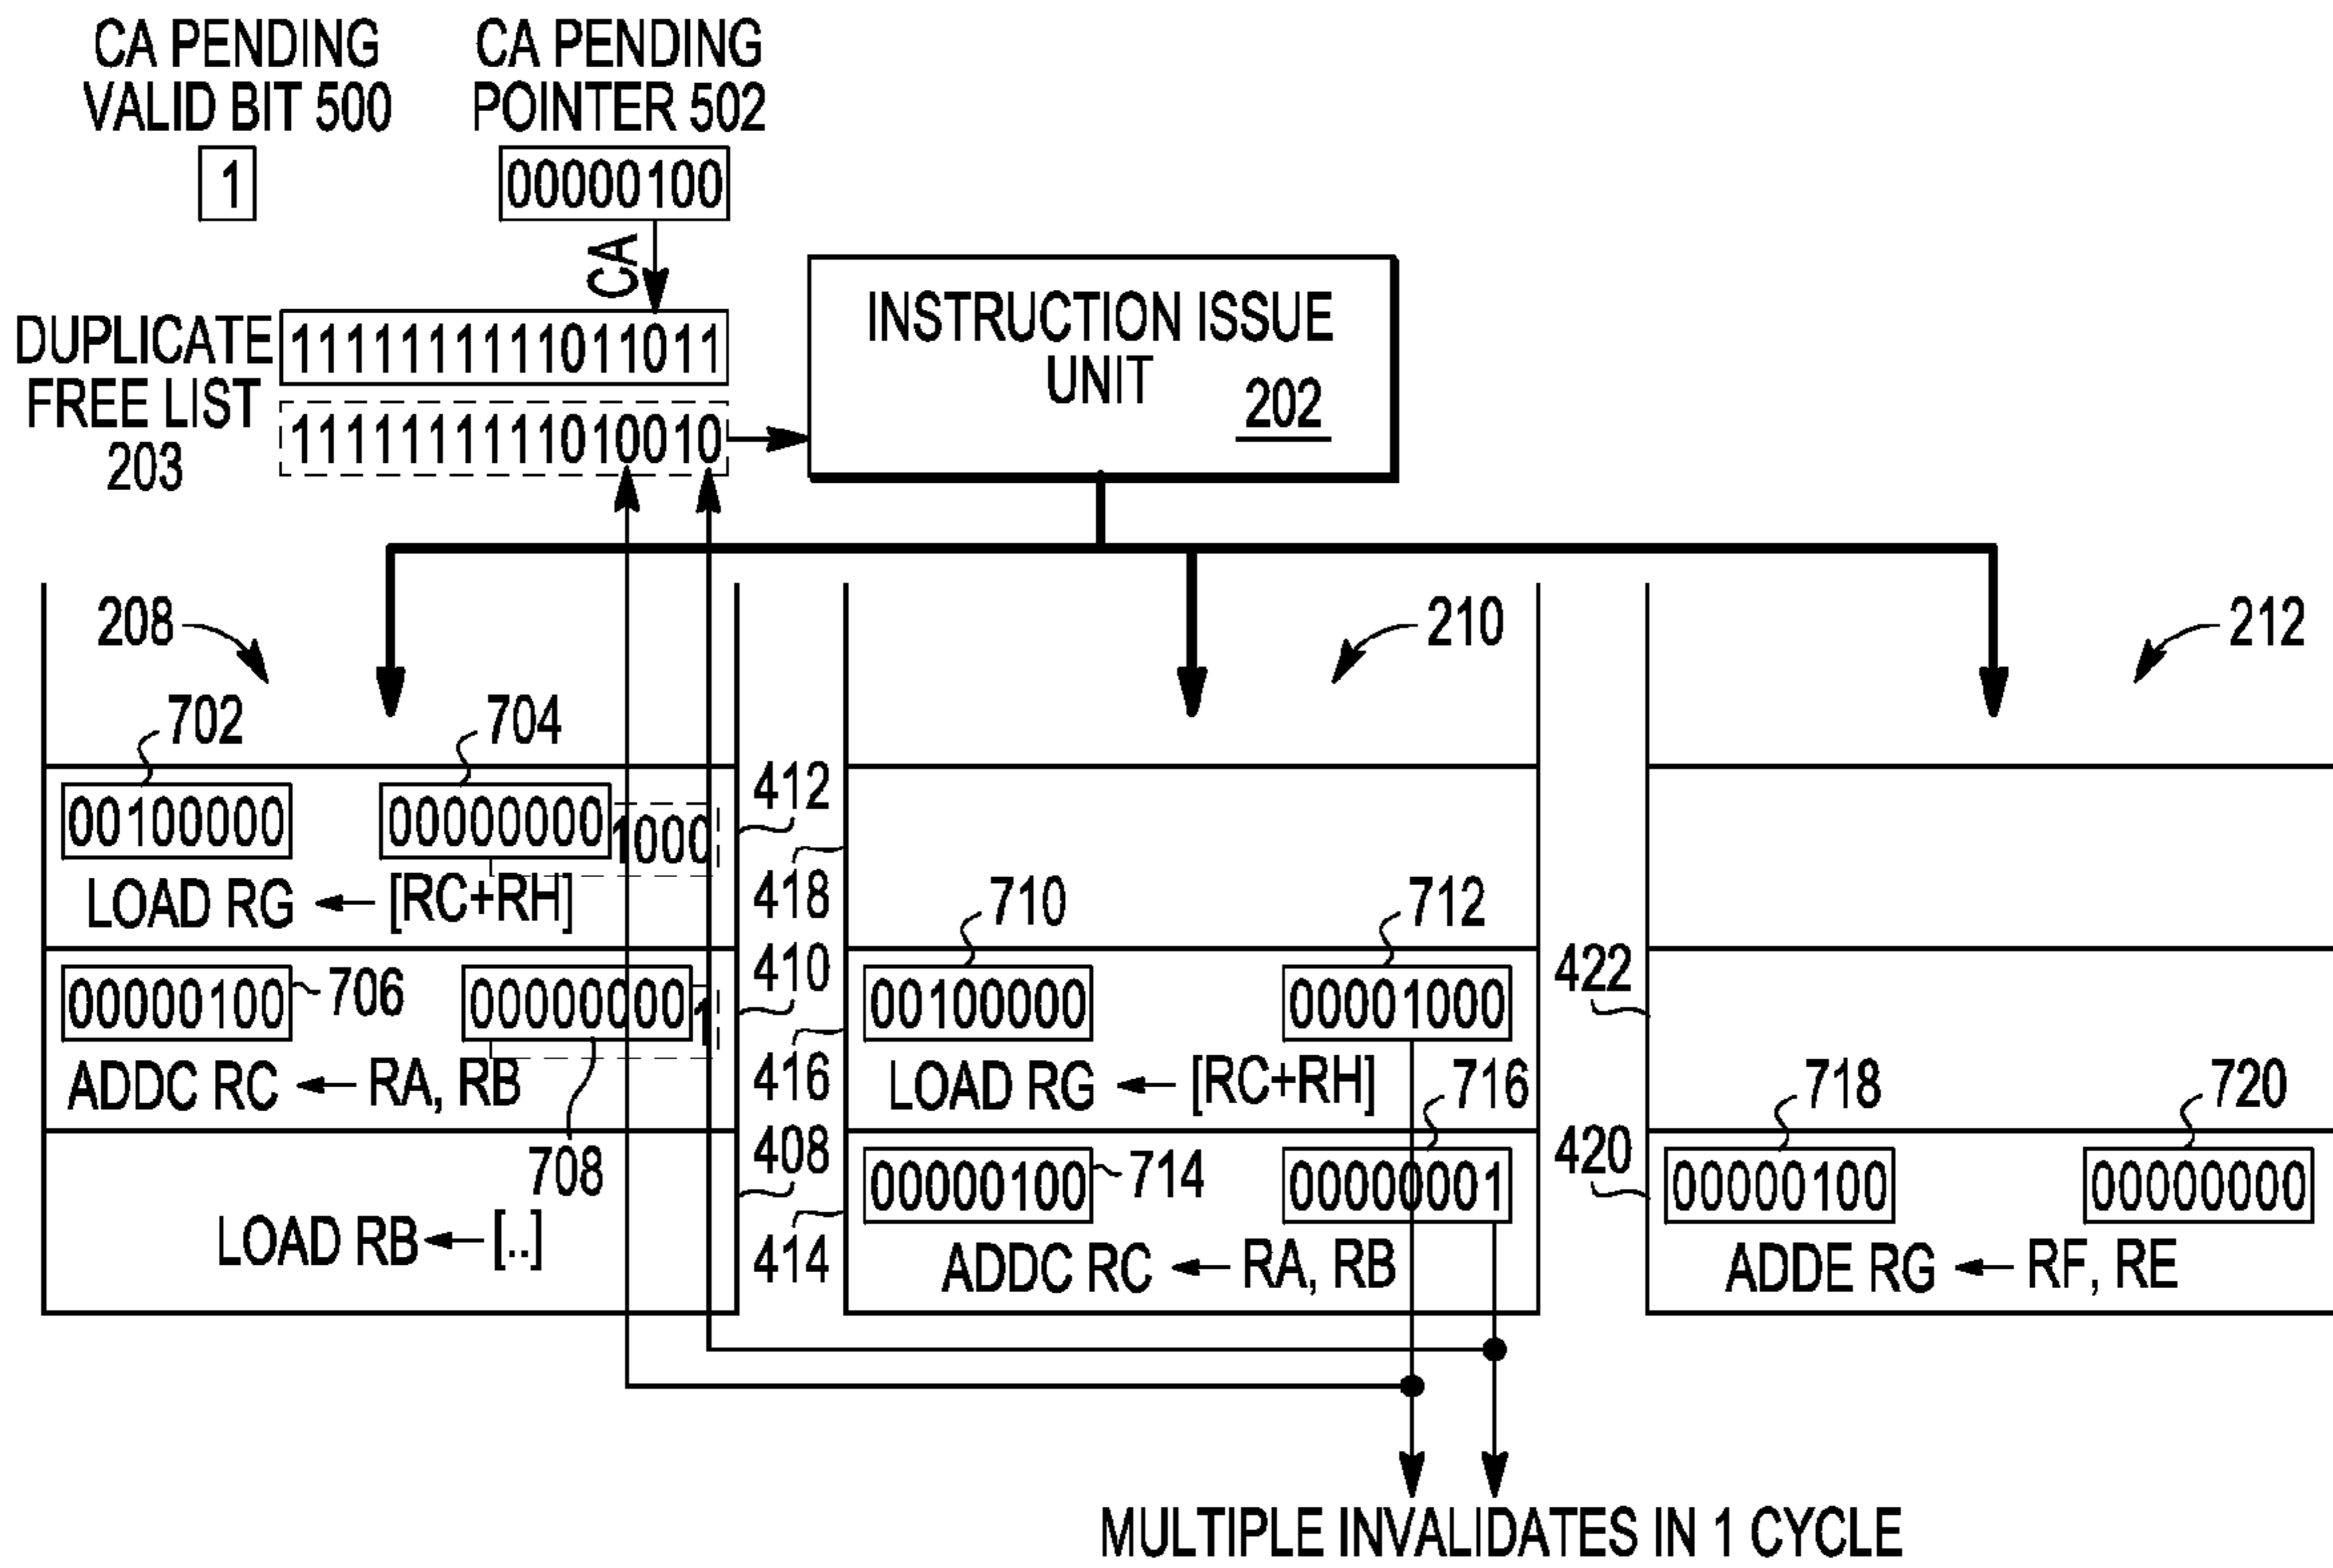 CA PENDING
VALID BIT 500
1
CA PENDING
POINTER 502
00000100
CA
DUPLICATE
FREE LIST
203
1111111111011011
1111111111010010
INSTRUCTION ISSUE
UNIT
202
208
210
212
702
704
00100000
00000000
1000
412
LOAD RG ← [RC+RH]
418
710
712
00000100
706
00000000
1
410
00100000
00001000
422
ADDC RC ← RA, RB
416
LOAD RG ← [RC+RH]
716
718
720
708
408
00000100
714
00000001
420
00000100
00000000
LOAD RB ← [..]
414
ADDC RC ← RA, RB
ADDE RG ← RF, RE
MULTIPLE INVALIDATES IN 1 CYCLE